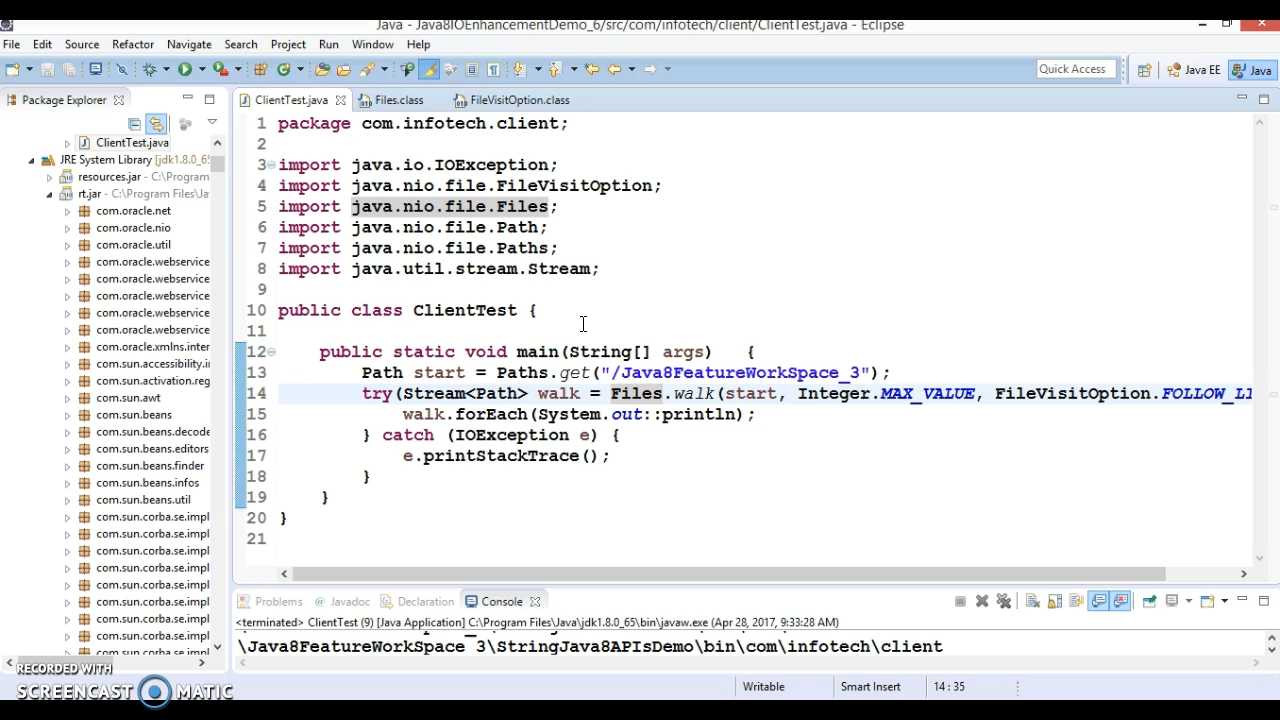 Java - Java8IOEnhancementDemo_6/src/com/infotech/client/ClientTest.java - Eclipse
File Edit Source Refactor Navigate Search Project Run Window Help
Quick Access Java EE Java
Package Explorer
ClientTest.java
JRE System Library [jdk1.8.0_65
resources.jar - C:\Program
rt.jar - C:\Program Files\Ja
com.oracle.net
com.oracle.nio
com.oracle.util
com.oracle.webservice
com.oracle.webservice
com.oracle.webservice
com.oracle.webservice
com.oracle.webservice
com.oracle.xmlns.inter
com.sun.accessibility.i
com.sun.activation.reg
com.sun.awt
com.sun.beans
com.sun.beans.decode
com.sun.beans.editors
com.sun.beans.finder
com.sun.beans.infos
com.sun.beans.util
com.sun.corba.se.impl
com.sun.corba.se.impl
com.sun.corba.se.impl
com.sun.corba.se.impl
com.sun.corba.se.impl
com.sun.corba.se.impl
com.sun.corba.se.impl
com.sun.corba.se.impl
ClientTest.java Files.class FileVisitOption.class
1 package com.infotech.client;
2
3 import java.io.IOException;
4 import java.nio.file.FileVisitOption;
5 import java.nio.file.Files;
6 import java.nio.file.Path;
7 import java.nio.file.Paths;
8 import java.util.stream.Stream;
9
10 public class ClientTest {
11
12 public static void main(String[] args) {
13 Path start = Paths.get("/Java8FeatureWorkSpace_3");
14 try(Stream<Path> walk = Files.walk(start, Integer.MAX_VALUE, FileVisitOption.FOLLOW_LI
15 walk.forEach(System.out::println);
16 } catch (IOException e) {
17 e.printStackTrace();
18 }
19 }
20 }
21
Problems @ Javadoc Declaration Console
<terminated> ClientTest (9) [Java Application] C:\Program Files\Java\jdk1.8.0_65\bin\javaw.exe (Apr 28, 2017, 9:33:28 AM)
\Java8FeatureWorkSpace_3\StringJava8APIsDemo\bin\com\infotech\client
Writable Smart Insert 14 : 35
RECORDED WITH
SCREENCAST MATIC